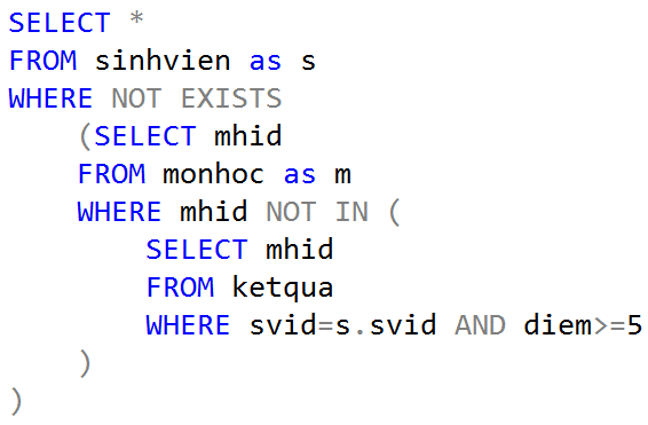 SELECT *
FROM sinhvien as s
WHERE NOT EXISTS
(SELECT mhid
FROM monhoc as m
WHERE mhid NOT IN (
SELECT mhid
FROM ketqua
WHERE svid=s.svid AND diem>=5
)
)